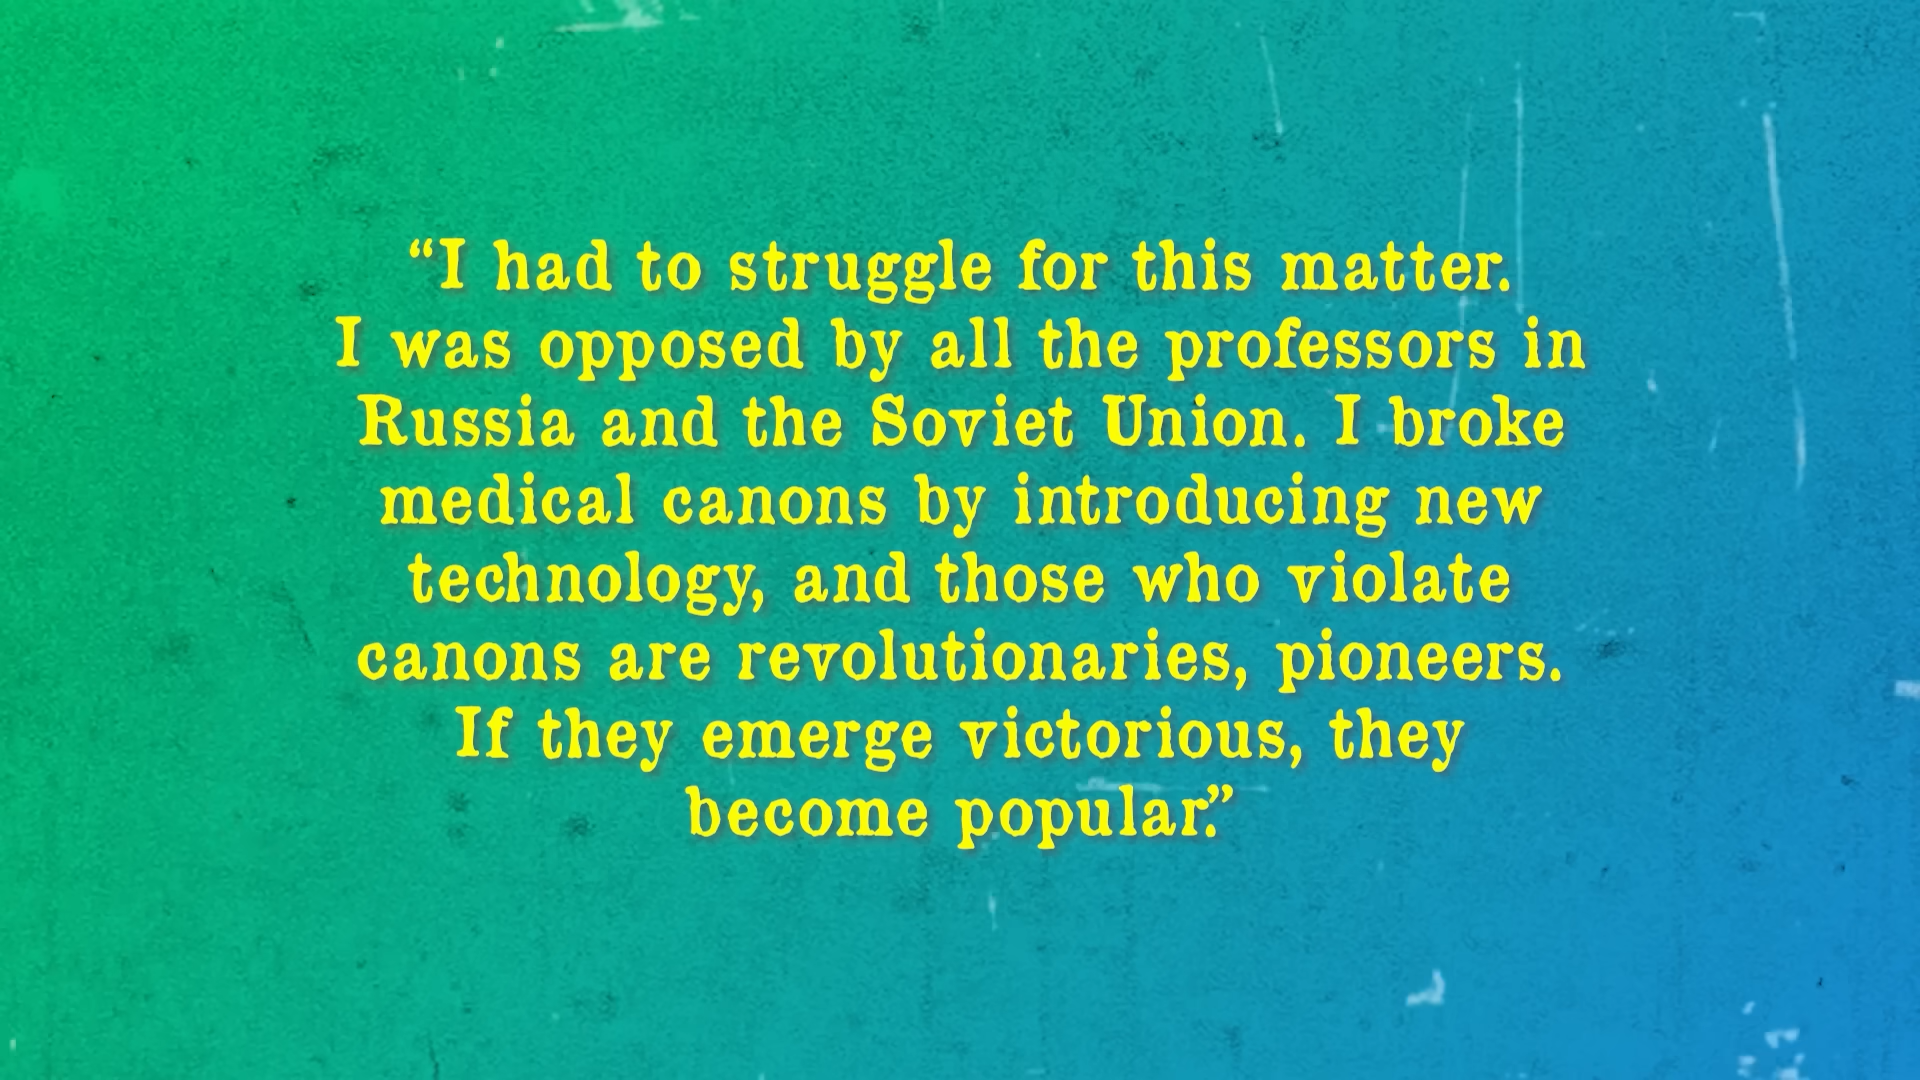 “I had to struggle for this matter.
I was opposed by all the professors in
Russia and the Soviet Union. I broke
medical canons by introducing new
technology, and those who violate
canons are revolutionaries, pioneers.
If they emerge victorious, they
become popular.”